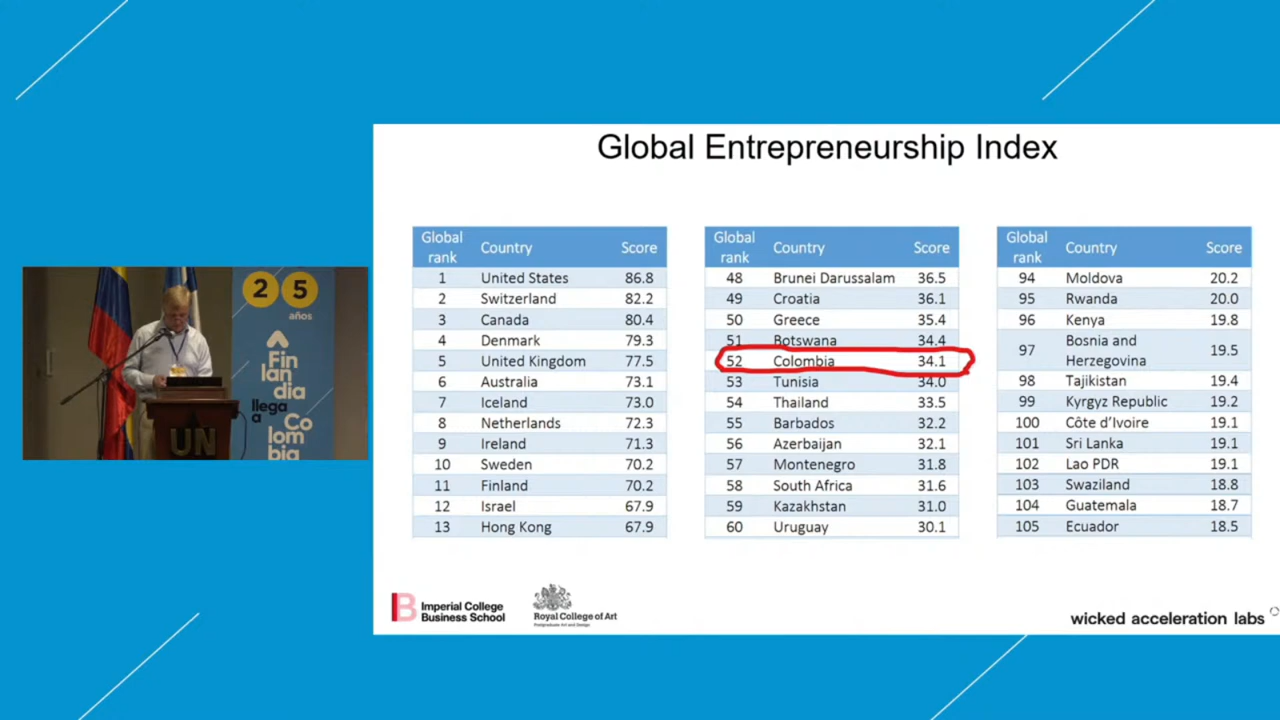 Global Entrepreneurship Index
Global rank Country Score
1 United States 86.8
2 Switzerland 82.2
3 Canada 80.4
4 Denmark 79.3
5 United Kingdom 77.5
6 Australia 73.1
7 Iceland 73.0
8 Netherlands 72.3
9 Ireland 71.3
10 Sweden 70.2
11 Finland 70.2
12 Israel 67.9
13 Hong Kong 67.9
Global rank Country Score
48 Brunei Darussalam 36.5
49 Croatia 36.1
50 Greece 35.4
51 Botswana 34.4
52 Colombia 34.1
53 Tunisia 34.0
54 Thailand 33.5
55 Barbados 32.2
56 Azerbaijan 32.1
57 Montenegro 31.8
58 South Africa 31.6
59 Kazakhstan 31.0
60 Uruguay 30.1
Global rank Country Score
94 Moldova 20.2
95 Rwanda 20.0
96 Kenya 19.8
97 Bosnia and Herzegovina 19.5
98 Tajikistan 19.4
99 Kyrgyz Republic 19.2
100 Côte d’Ivoire 19.1
101 Sri Lanka 19.1
102 Lao PDR 19.1
103 Swaziland 18.8
104 Guatemala 18.7
105 Ecuador 18.5
25
años
Fin
lan
dia
llega
a
Co
lom
bia
UN
Imperial College
Business School
Royal College of Art
Postgraduate Art and Design
wicked acceleration labs